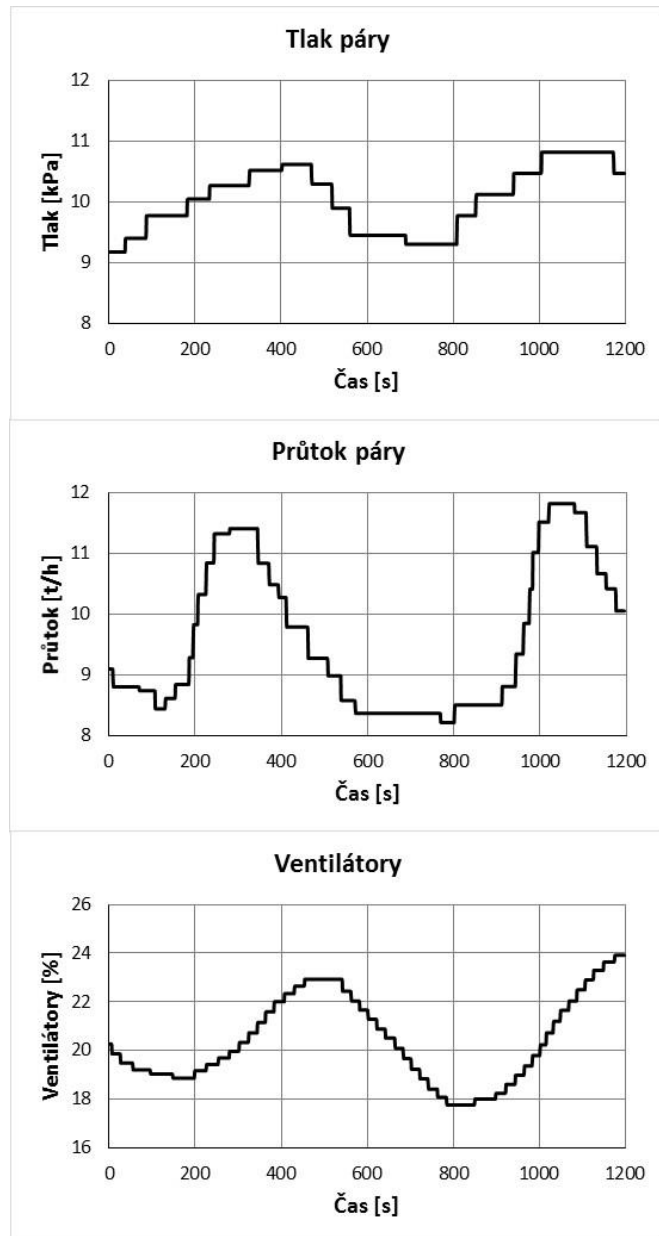 Tlak páry
12
11
10
9
8
Tlak [kPa]
0 200 400 600 800 1000 1200
Čas [s]
Průtok páry
12
11
10
9
8
Průtok [t/h]
0 200 400 600 800 1000 1200
Čas [s]
Ventilátory
26
24
22
20
18
16
Ventilátory [%]
0 200 400 600 800 1000 1200
Čas [s]